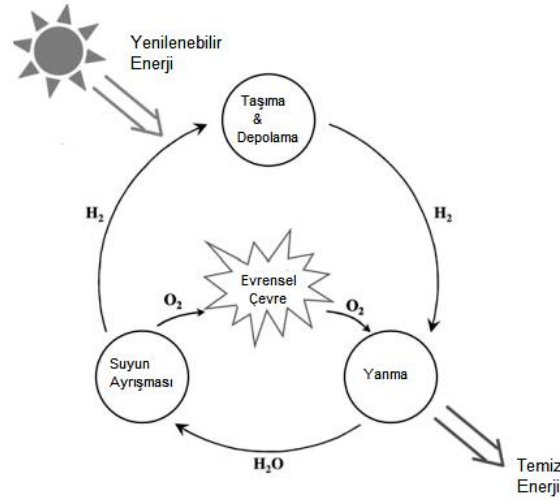 Yenilenebilir
Enerji
Taşıma
&
Depolama
H₂
H₂
Evrensel
Çevre
O₂
O₂
Suyun
Ayrışması
Yanma
H₂O
Temiz
Enerji